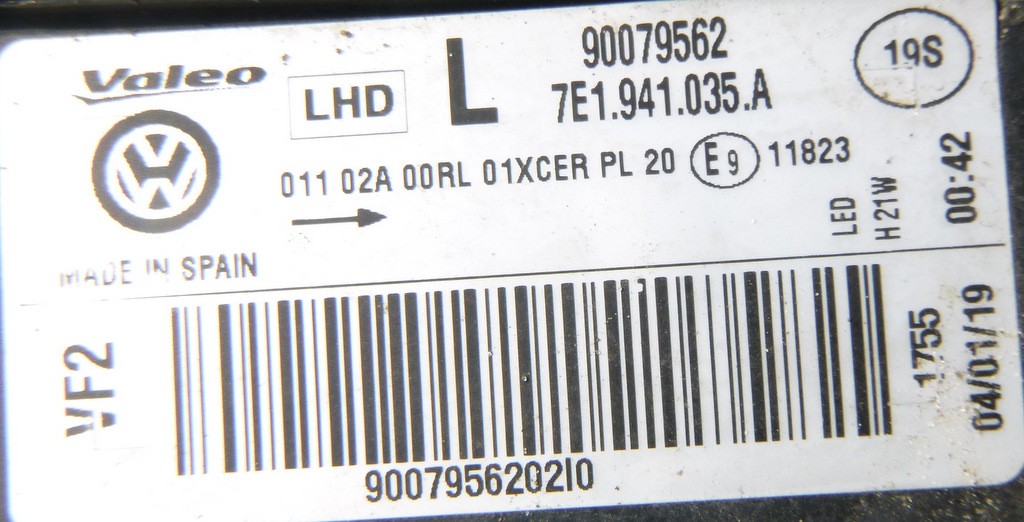 Valeo
LHD
L
90079562
7E1.941.035.A
19S
011 02A 00RL 01XCER PL 20 E9 11823
LED
H21W
00:42
MADE IN SPAIN
VF2
1755
04/01/19
9007956202I0